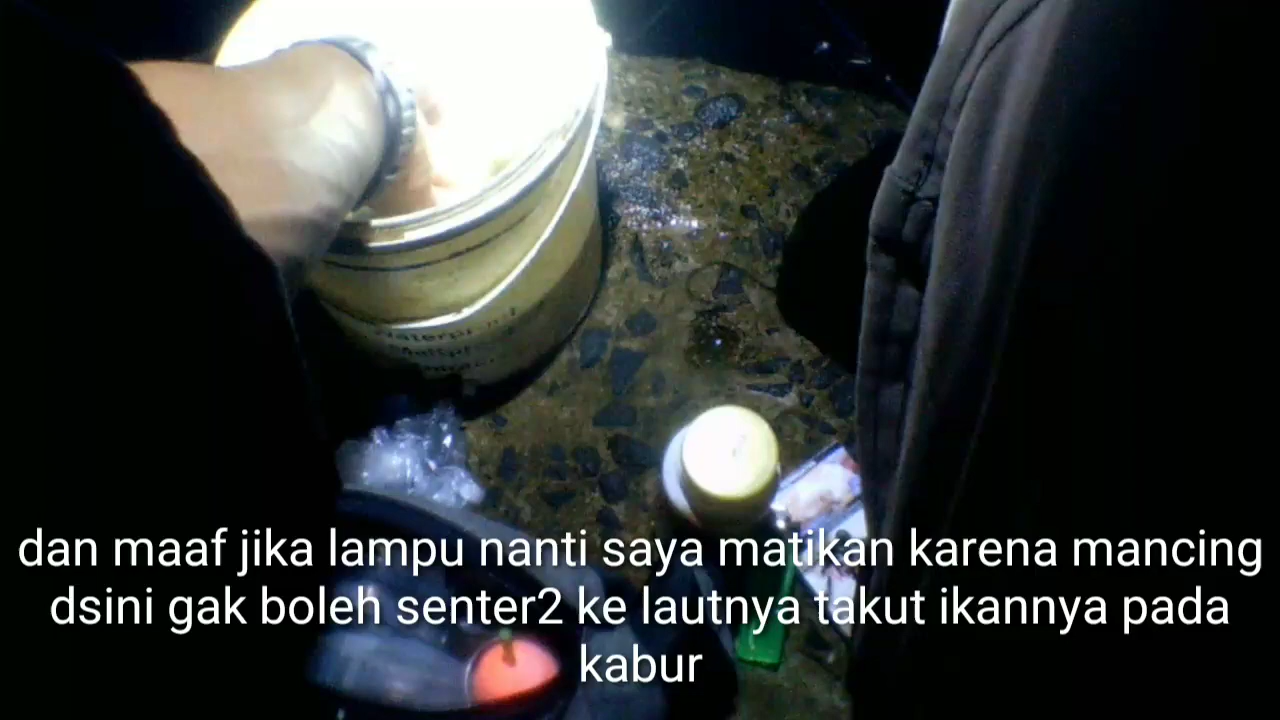 dan maaf jika lampu nanti saya matikan karena mancing
dsini gak boleh senter2 ke lautnya takut ikannya pada
kabur